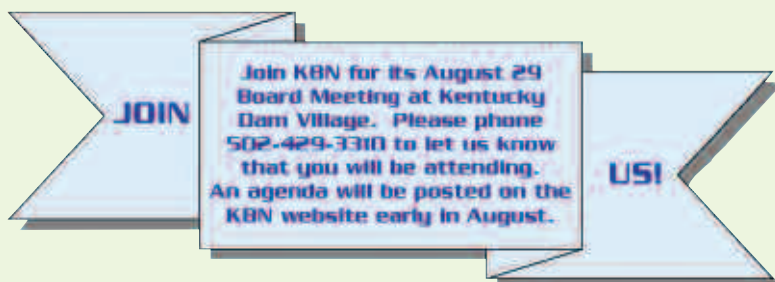 JOIN
Join KBN for its August 29
Board Meeting at Kentucky
Dam Village. Please phone
502-429-3310 to let us know
that you will be attending.
An agenda will be posted on the
KBN website early in August.
US!